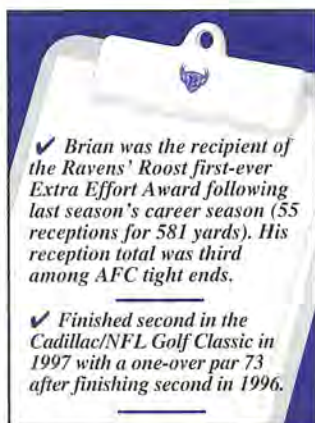 ✔ Brian was the recipient of
the Ravens' Roost first-ever
Extra Effort Award following
last season's career season (55
receptions for 581 yards). His
reception total was third
among AFC tight ends.
✔ Finished second in the
Cadillac/NFL Golf Classic in
1997 with a one-over par 73
after finishing second in 1996.